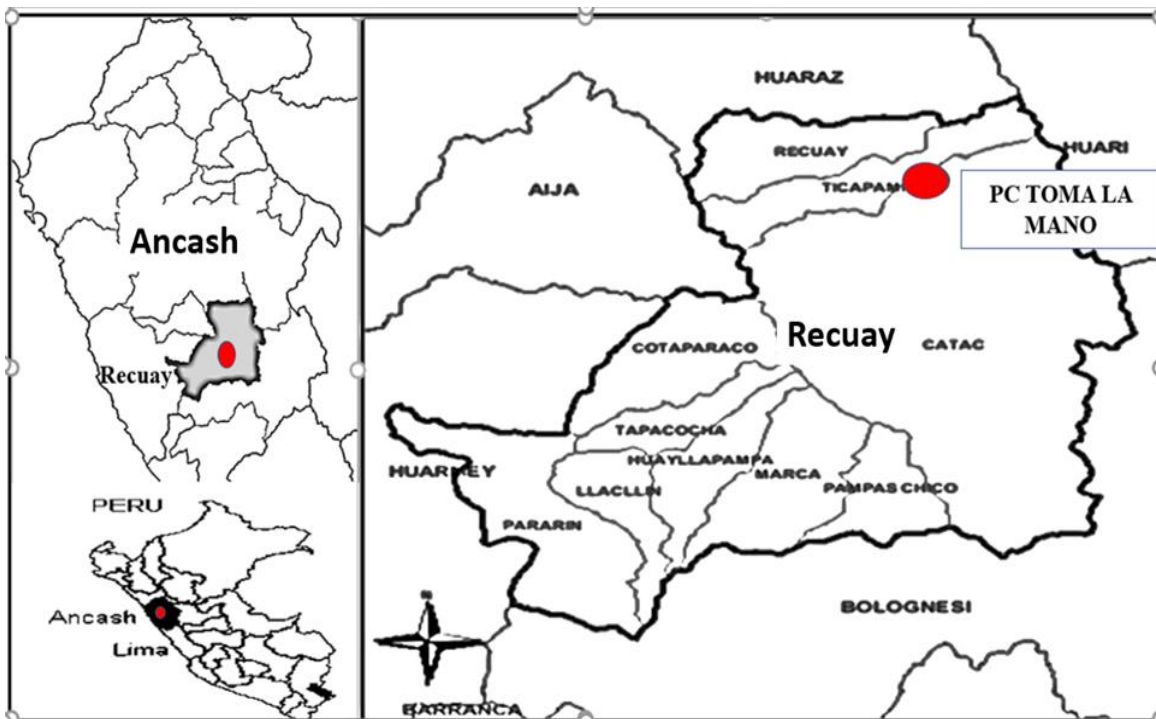 Ancash
Recuay
PERU
Ancash
Lima
HUARAZ
RECUAY
HUARI
AIJA
TICAPAM
PC TOMA LA
MANO
COTAPARACO
Recuay
CATAC
TAPACOCHA
HUARMEY
HUAYLLAPAMPA
MARCA
LLACLLIN
PAMPAS CHICO
PARARIN
N
BOLOGNESI
BARRANCA